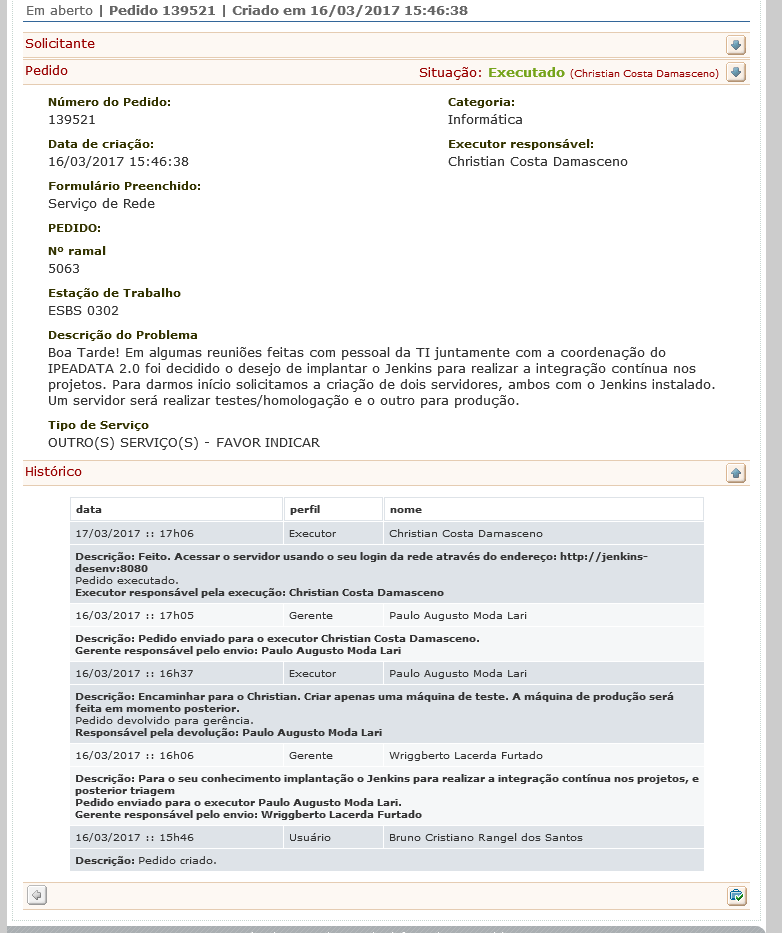 Em aberto | Pedido 139521 | Criado em 16/03/2017 15:46:38
Solicitante
Pedido
Situação: Executado (Christian Costa Damasceno)
Número do Pedido:
139521
Categoria:
Informática
Data de criação:
16/03/2017 15:46:38
Executor responsável:
Christian Costa Damasceno
Formulário Preenchido:
Serviço de Rede
PEDIDO:
Nº ramal
5063
Estação de Trabalho
ESBS 0302
Descrição do Problema
Boa Tarde! Em algumas reuniões feitas com pessoal da TI juntamente com a coordenação do
IPEADATA 2.0 foi decidido o desejo de implantar o Jenkins para realizar a integração contínua nos
projetos. Para darmos início solicitamos a criação de dois servidores, ambos com o Jenkins instalado.
Um servidor será realizar testes/homologação e o outro para produção.
Tipo de Serviço
OUTRO(S) SERVIÇO(S) - FAVOR INDICAR
Histórico
data perfil nome
17/03/2017 :: 17h06 Executor Christian Costa Damasceno
Descrição: Feito. Acessar o servidor usando o seu login da rede através do endereço: http://jenkins-
desenv:8080
Pedido executado.
Executor responsável pela execução: Christian Costa Damasceno
16/03/2017 :: 17h05 Gerente Paulo Augusto Moda Lari
Descrição: Pedido enviado para o executor Christian Costa Damasceno.
Gerente responsável pelo envio: Paulo Augusto Moda Lari
16/03/2017 :: 16h37 Executor Paulo Augusto Moda Lari
Descrição: Encaminhar para o Christian. Criar apenas uma máquina de teste. A máquina de produção será
feita em momento posterior.
Pedido devolvido para gerência.
Responsável pela devolução: Paulo Augusto Moda Lari
16/03/2017 :: 16h06 Gerente Wriggberto Lacerda Furtado
Descrição: Para o seu conhecimento implantação o Jenkins para realizar a integração contínua nos projetos, e
posterior triagem
Pedido enviado para o executor Paulo Augusto Moda Lari.
Gerente responsável pelo envio: Wriggberto Lacerda Furtado
16/03/2017 :: 15h46 Usuário Bruno Cristiano Rangel dos Santos
Descrição: Pedido criado.